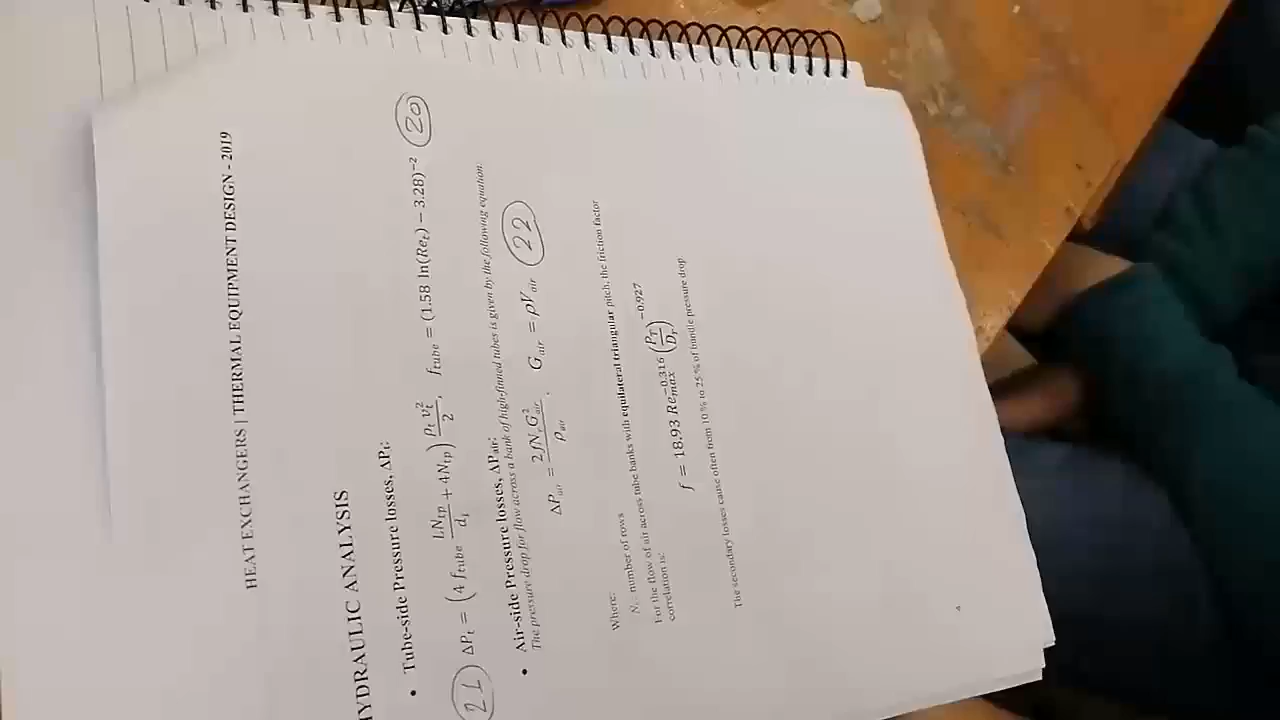 HEAT EXCHANGERS | THERMAL EQUIPMENT DESIGN - 2019
YDRAULIC ANALYSIS
• Tube-side Pressure losses, ΔPt:
21 ΔPt = (4 ftube LNtp/di + 4Ntp) ρt vt²/2, ftube = (1.58 ln(Ret) − 3.28)⁻² 20
• Air-side Pressure losses, ΔPair:
The pressure drop for flow across a bank of high-finned tubes is given by the following equation
ΔPair = 2fNrGair²/ρair, Gair = ρVair 22
Where:
Nr: number of rows
For the flow of air across tube banks with equilateral triangular pitch, the friction factor
correlation is:
f = 18.93 Remax^−0.316 (PT/Dr)^−0.927
The secondary losses cause often from 10 % to 25 % of bundle pressure drop